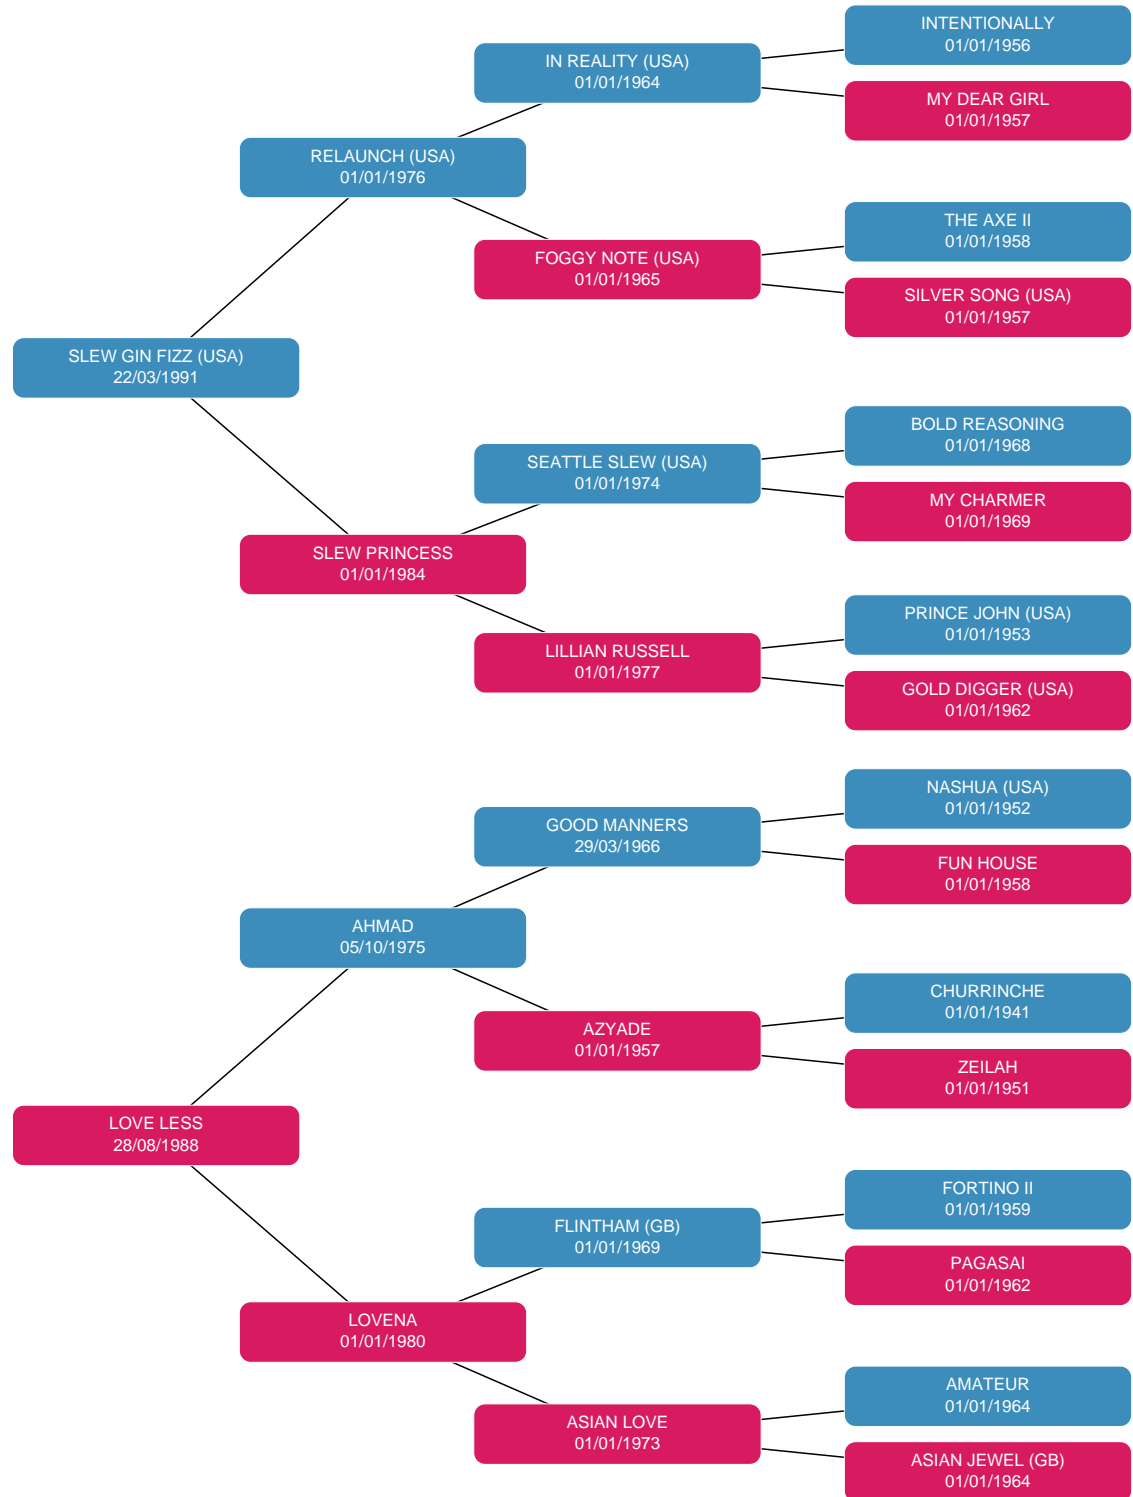 INTENTIONALLY
01/01/1956
IN REALITY (USA)
01/01/1964
MY DEAR GIRL
01/01/1957
RELAUNCH (USA)
01/01/1976
THE AXE II
01/01/1958
FOGGY NOTE (USA)
01/01/1965
SILVER SONG (USA)
01/01/1957
SLEW GIN FIZZ (USA)
22/03/1991
BOLD REASONING
01/01/1968
SEATTLE SLEW (USA)
01/01/1974
MY CHARMER
01/01/1969
SLEW PRINCESS
01/01/1984
PRINCE JOHN (USA)
01/01/1953
LILLIAN RUSSELL
01/01/1977
GOLD DIGGER (USA)
01/01/1962
NASHUA (USA)
01/01/1952
GOOD MANNERS
29/03/1966
FUN HOUSE
01/01/1958
AHMAD
05/10/1975
CHURRINCHE
01/01/1941
AZYADE
01/01/1957
ZEILAH
01/01/1951
LOVE LESS
28/08/1988
FORTINO II
01/01/1959
FLINTHAM (GB)
01/01/1969
PAGASAI
01/01/1962
LOVENA
01/01/1980
AMATEUR
01/01/1964
ASIAN LOVE
01/01/1973
ASIAN JEWEL (GB)
01/01/1964